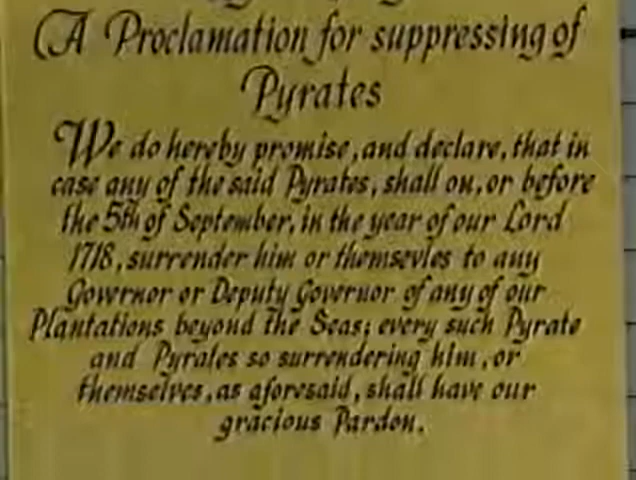 (A Proclamation for suppressing of
Pyrates
We do hereby promise, and declare, that in
case any of the said Pyrates, shall on, or before
the 5th of September, in the year of our Lord
1718, surrender him or themsevles to any
Governor or Deputy Governor of any of our
Plantations beyond the Seas; every such Pyrate
and Pyrates so surrendering him, or
themselves, as aforesaid, shall have our
gracious Pardon.